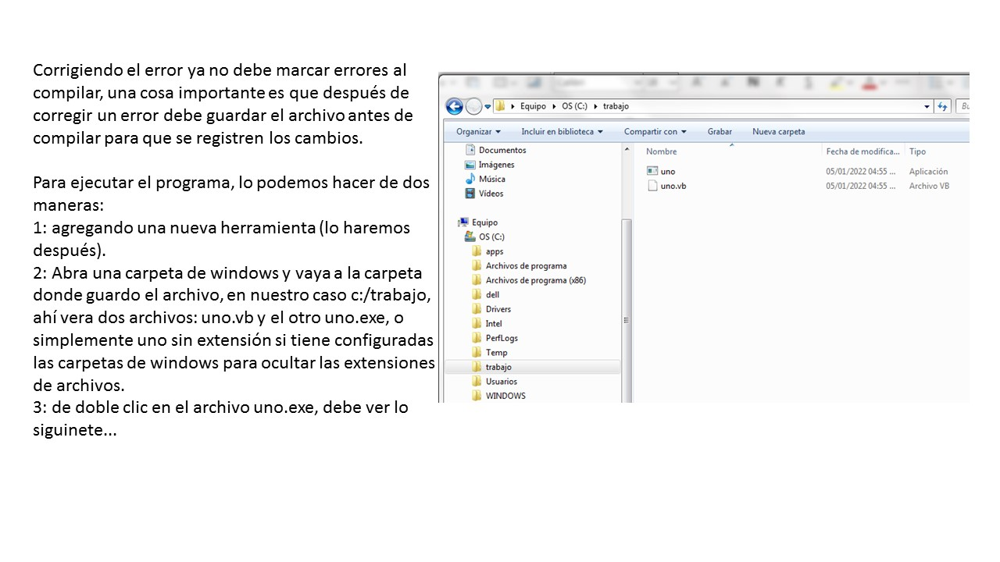 Corrigiendo el error ya no debe marcar errores al
compilar, una cosa importante es que después de
corregir un error debe guardar el archivo antes de
compilar para que se registren los cambios.
Para ejecutar el programa, lo podemos hacer de dos
maneras:
1: agregando una nueva herramienta (lo haremos
después).
2: Abra una carpeta de windows y vaya a la carpeta
donde guardo el archivo, en nuestro caso c:/trabajo,
ahí vera dos archivos: uno.vb y el otro uno.exe, o
simplemente uno sin extensión si tiene configuradas
las carpetas de windows para ocultar las extensiones
de archivos.
3: de doble clic en el archivo uno.exe, debe ver lo
siguinete...
Equipo OS (C:) trabajo
Organizar Incluir en biblioteca Compartir con Grabar Nueva carpeta
Documentos
Imágenes
Música
Vídeos
Equipo
OS (C:)
apps
Archivos de programa
Archivos de programa (x86)
dell
Drivers
Intel
PerfLogs
Temp
trabajo
Usuarios
WINDOWS
Nombre Fecha de modifica... Tipo
uno 05/01/2022 04:55 ... Aplicación
uno.vb 05/01/2022 04:55 ... Archivo VB